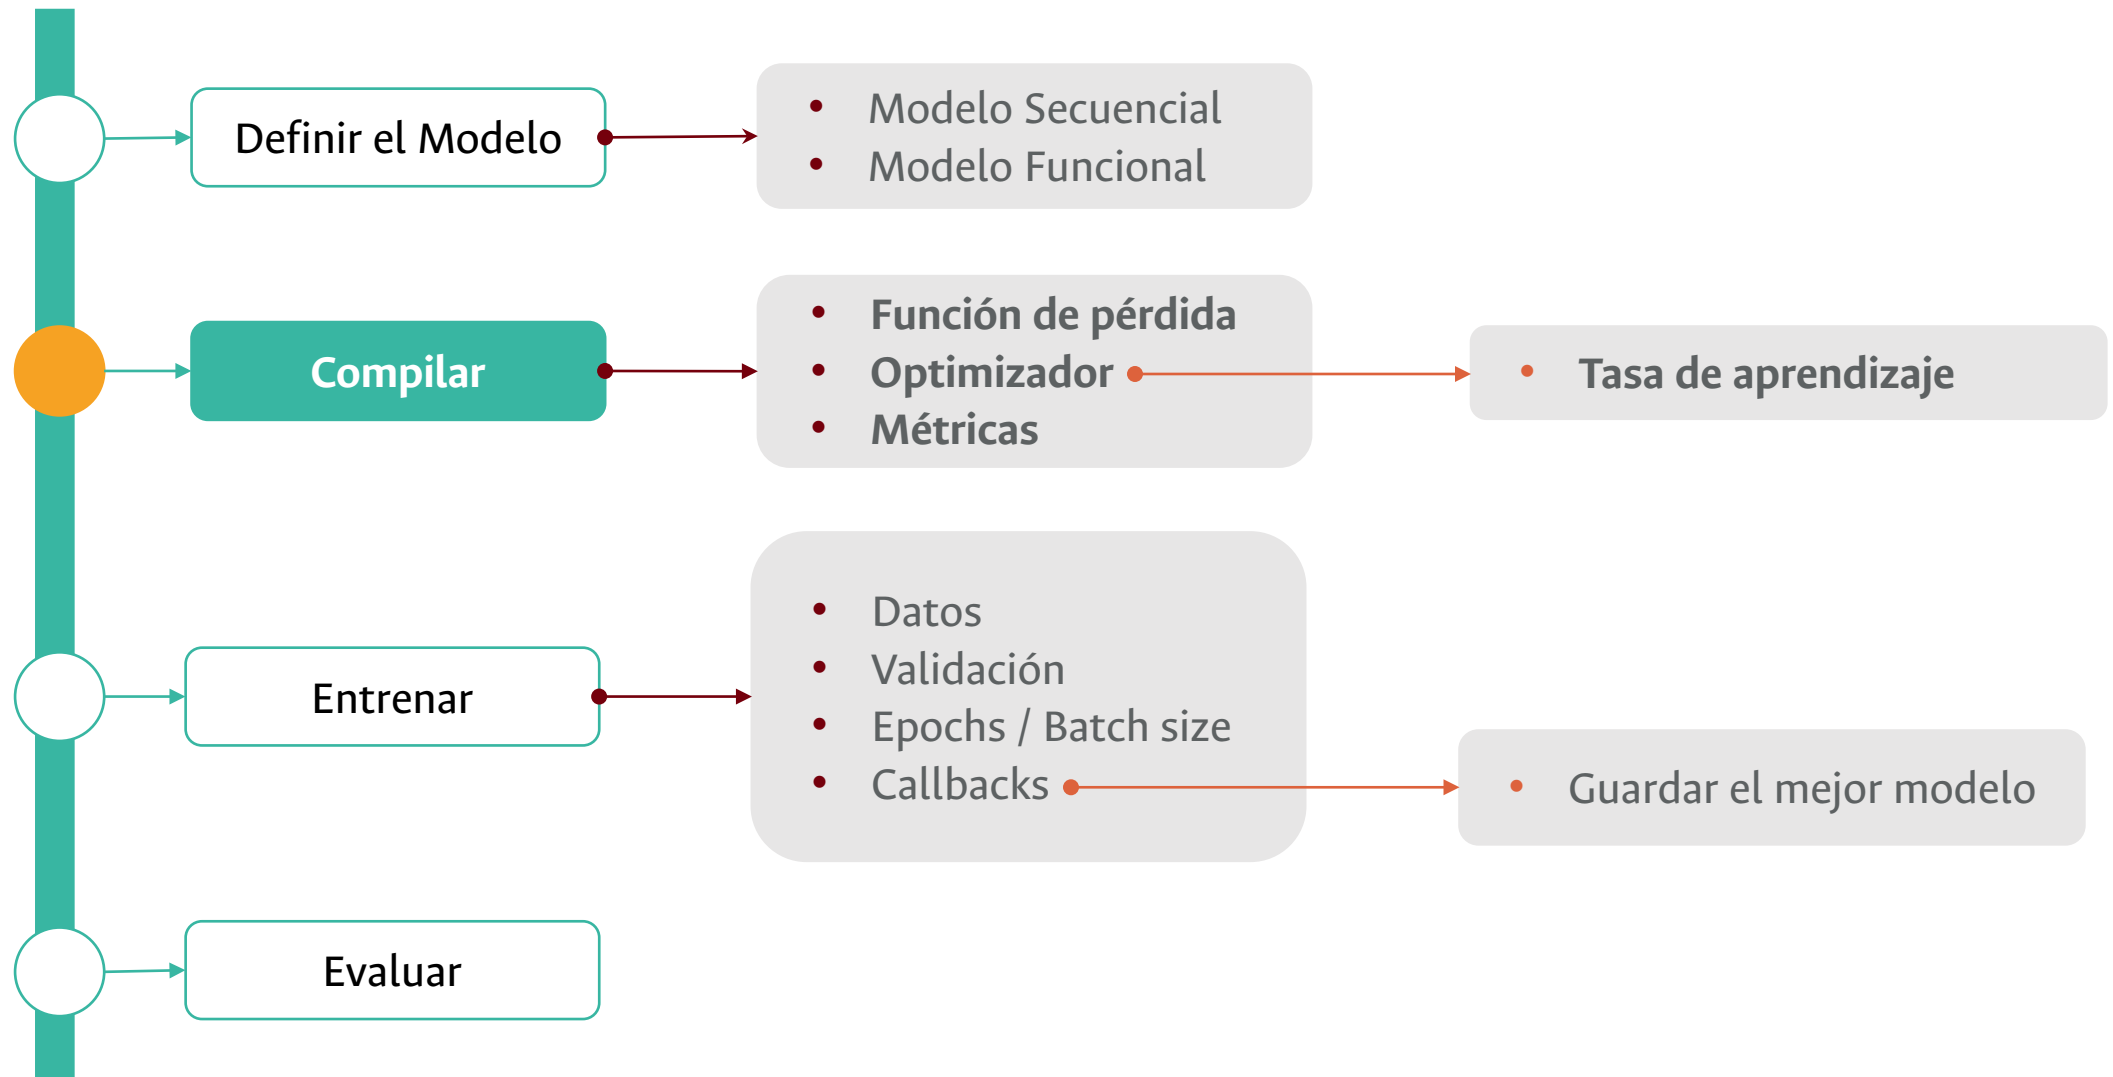 Definir el Modelo
• Modelo Secuencial
• Modelo Funcional
Compilar
• Función de pérdida
• Optimizador
• Métricas
• Tasa de aprendizaje
Entrenar
• Datos
• Validación
• Epochs / Batch size
• Callbacks
• Guardar el mejor modelo
Evaluar